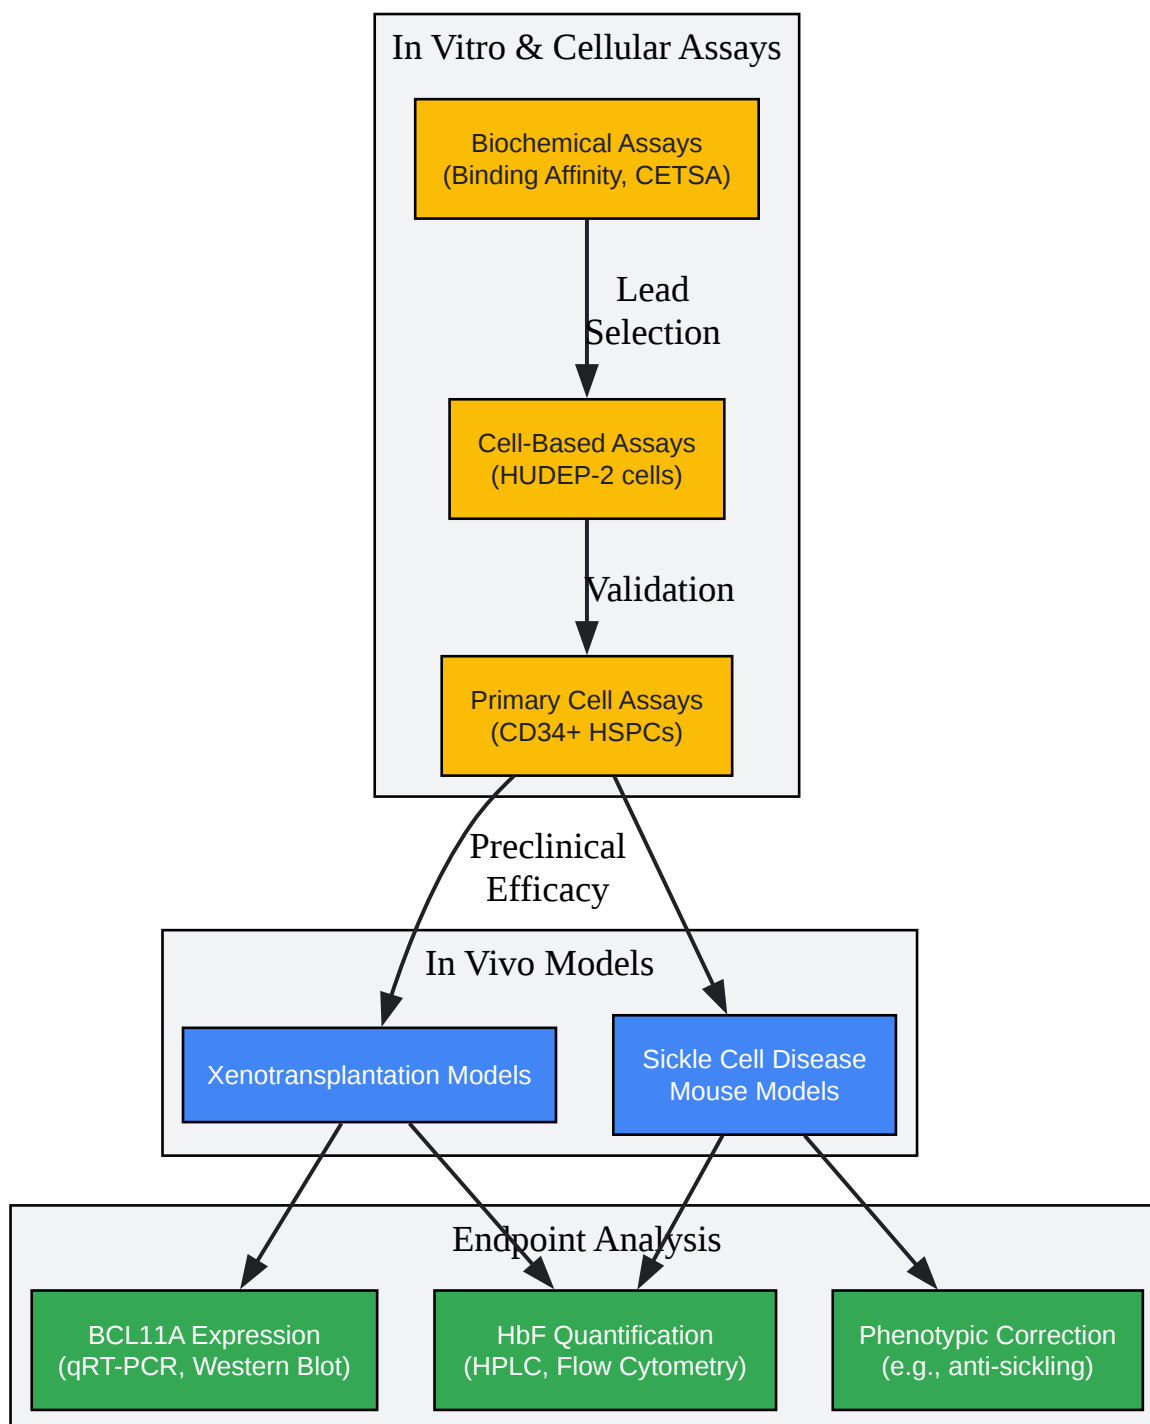 In Vitro & Cellular Assays
Biochemical Assays
(Binding Affinity, CETSA)
Lead
Selection
Cell-Based Assays
(HUDEP-2 cells)
Validation
Primary Cell Assays
(CD34+ HSPCs)
Preclinical
Efficacy
In Vivo Models
Xenotransplantation Models
Sickle Cell Disease
Mouse Models
Endpoint Analysis
BCL11A Expression
(qRT-PCR, Western Blot)
HbF Quantification
(HPLC, Flow Cytometry)
Phenotypic Correction
(e.g., anti-sickling)